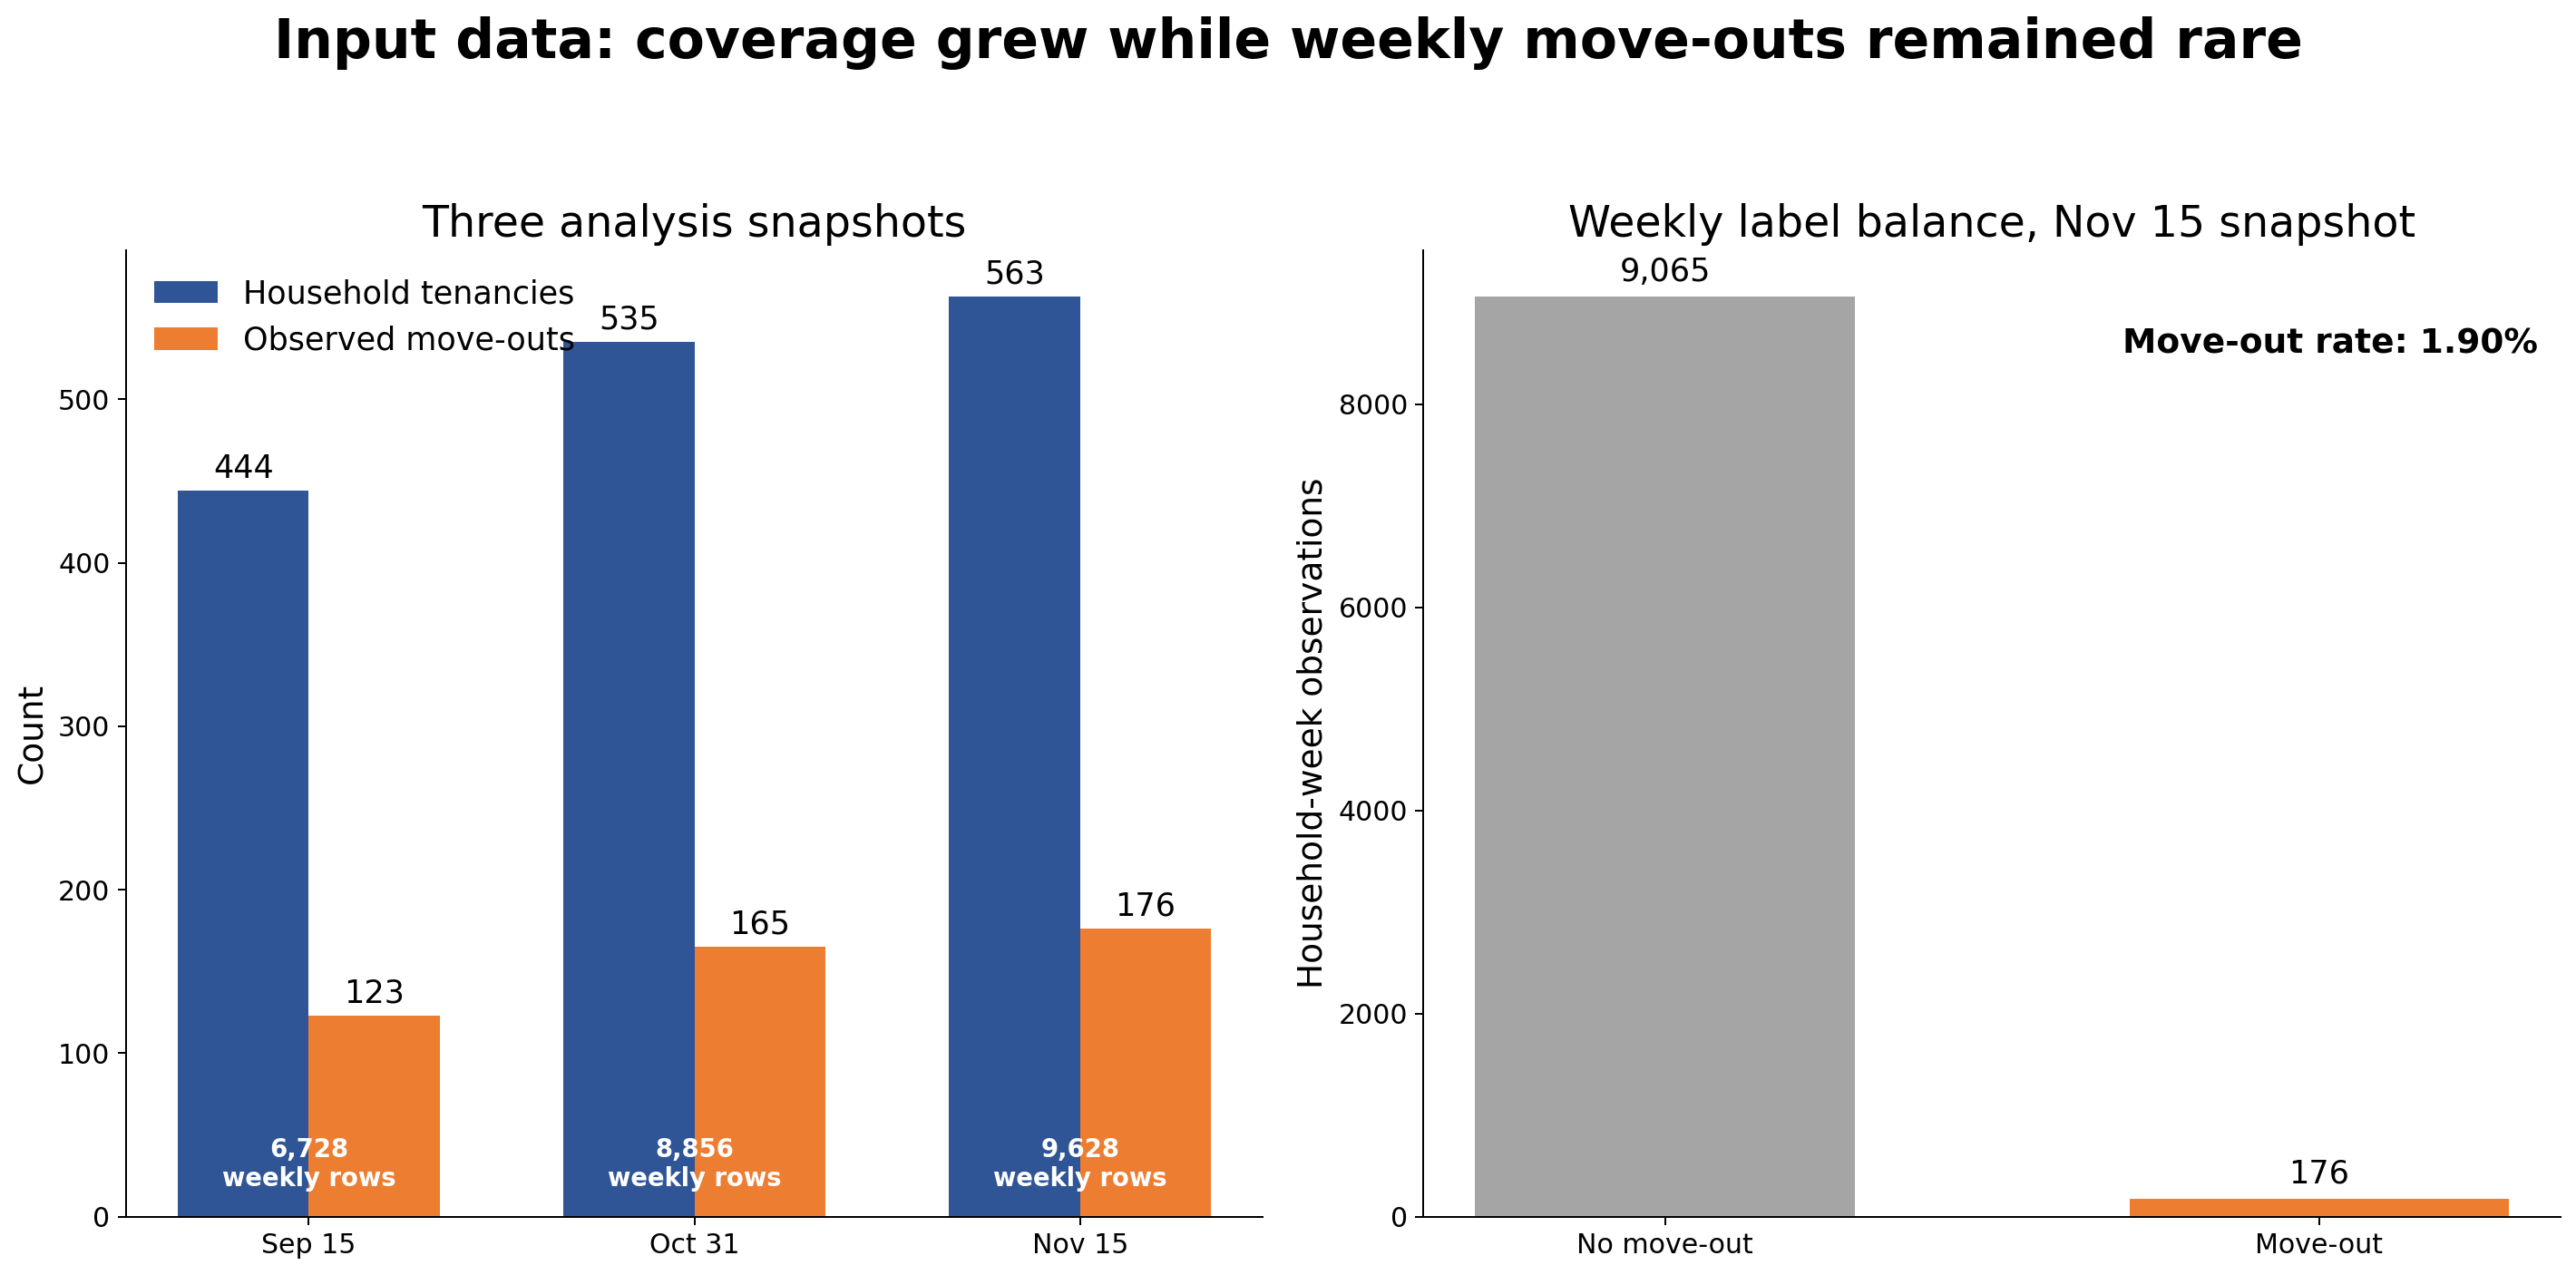 Input data: coverage grew while weekly move-outs remained rare
Three analysis snapshots
Household tenancies
Observed move-outs
Count
500
400
300
200
100
0
444
123
535
165
563
176
6,728
weekly rows
8,856
weekly rows
9,628
weekly rows
Sep 15
Oct 31
Nov 15
Weekly label balance, Nov 15 snapshot
Move-out rate: 1.90%
Household-week observations
8000
6000
4000
2000
0
9,065
176
No move-out
Move-out